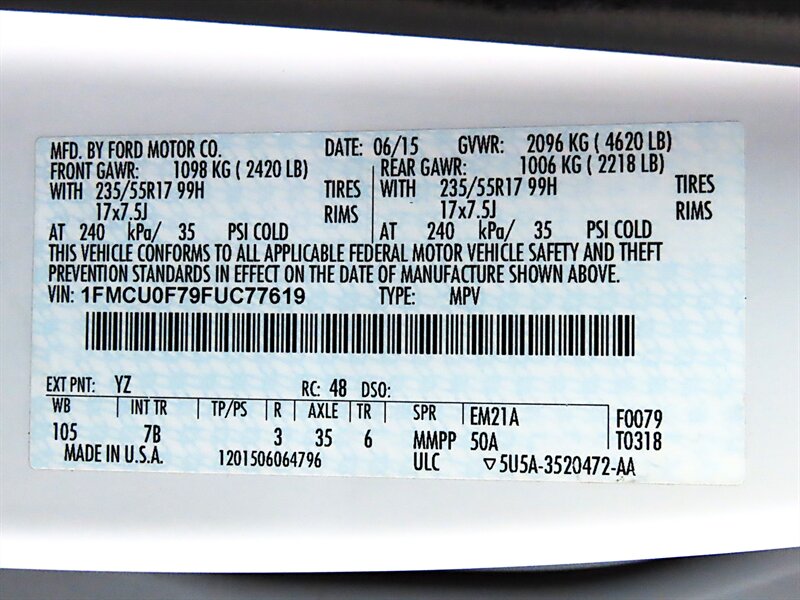 MFD. BY FORD MOTOR CO. DATE: 06/15 GVWR: 2096 KG ( 4620 LB)
FRONT GAWR: 1098 KG ( 2420 LB) REAR GAWR: 1006 KG ( 2218 LB)
WITH 235/55R17 99H TIRES WITH 235/55R17 99H TIRES
17x7.5J RIMS 17x7.5J RIMS
AT 240 kPa/ 35 PSI COLD AT 240 kPa/ 35 PSI COLD
THIS VEHICLE CONFORMS TO ALL APPLICABLE FEDERAL MOTOR VEHICLE SAFETY AND THEFT
PREVENTION STANDARDS IN EFFECT ON THE DATE OF MANUFACTURE SHOWN ABOVE.
VIN: 1FMCU0F79FUC77619 TYPE: MPV
EXT PNT: YZ RC: 48 DSO:
WB INT TR TP/PS R AXLE TR SPR EM21A F0079
105 7B 3 35 6 MMPP 50A T0318
MADE IN U.S.A. 1201506064796 ULC ▽5U5A-3520472-AA